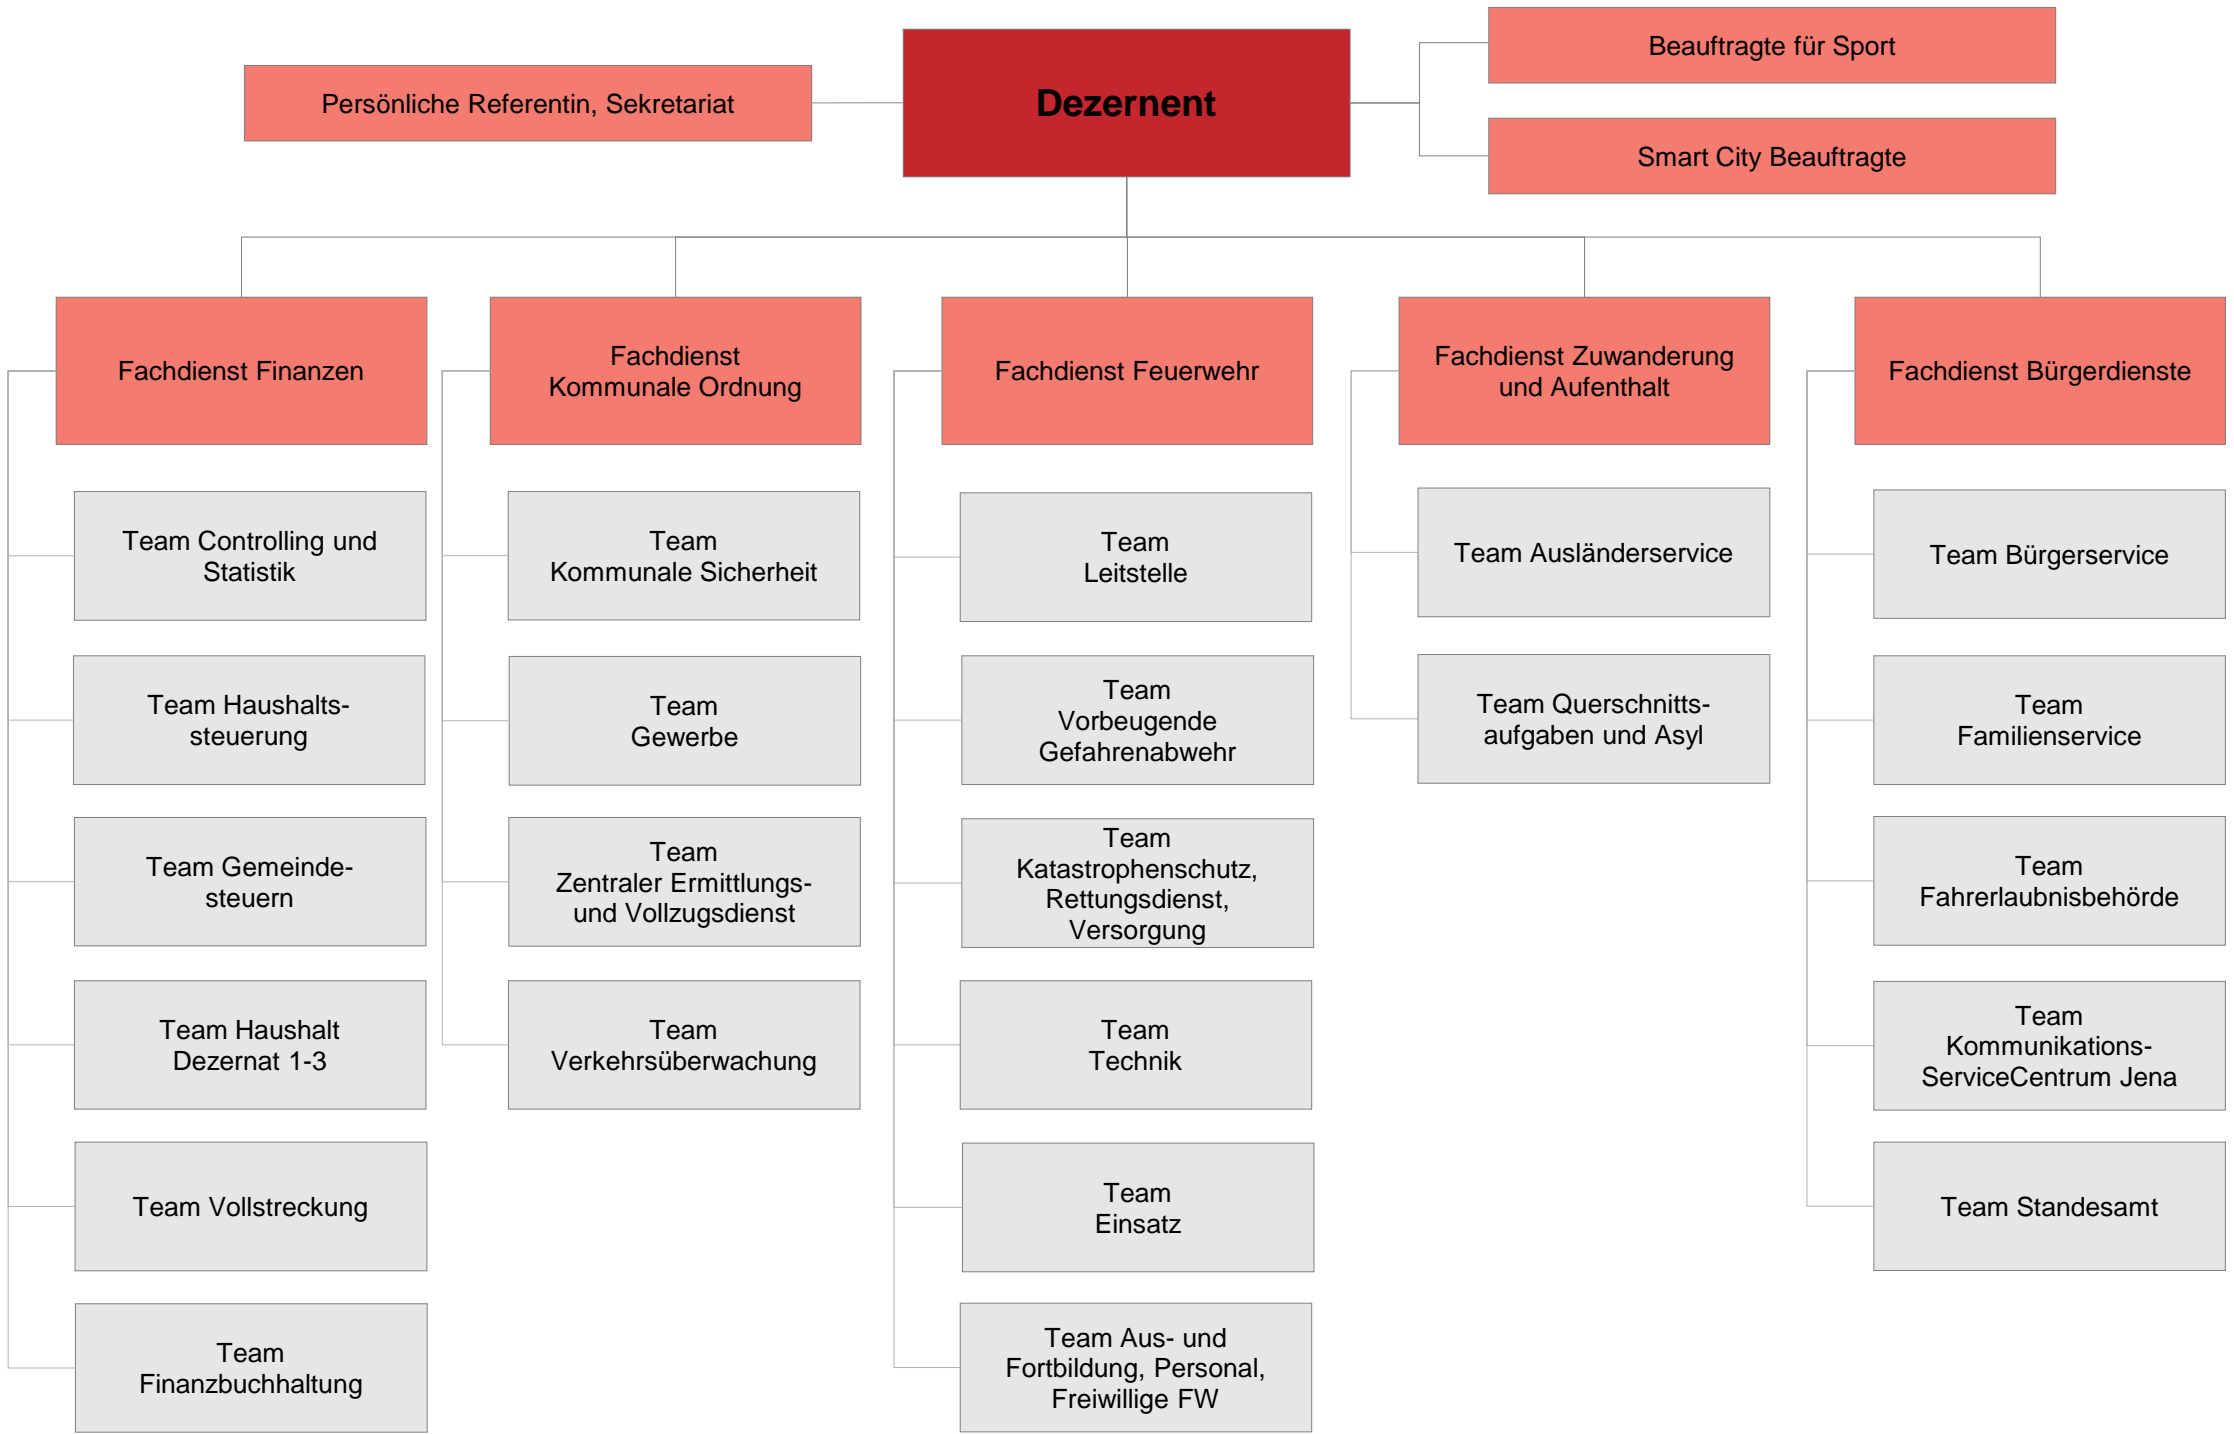 Beauftragte für Sport
Persönliche Referentin, Sekretariat
Dezernent
Smart City Beauftragte
Fachdienst Finanzen
Team Controlling und
Statistik
Team Haushalts-
steuerung
Team Gemeinde-
steuern
Team Haushalt
Dezernat 1-3
Team Vollstreckung
Team
Finanzbuchhaltung
Fachdienst
Kommunale Ordnung
Team
Kommunale Sicherheit
Team
Gewerbe
Team
Zentraler Ermittlungs-
und Vollzugsdienst
Team
Verkehrsüberwachung
Fachdienst Feuerwehr
Team
Leitstelle
Team
Vorbeugende
Gefahrenabwehr
Team
Katastrophenschutz,
Rettungsdienst,
Versorgung
Team
Technik
Team
Einsatz
Team Aus- und
Fortbildung, Personal,
Freiwillige FW
Fachdienst Zuwanderung
und Aufenthalt
Team Ausländerservice
Team Querschnitts-
aufgaben und Asyl
Fachdienst Bürgerdienste
Team Bürgerservice
Team
Familienservice
Team
Fahrerlaubnisbehörde
Team
Kommunikations-
ServiceCentrum Jena
Team Standesamt